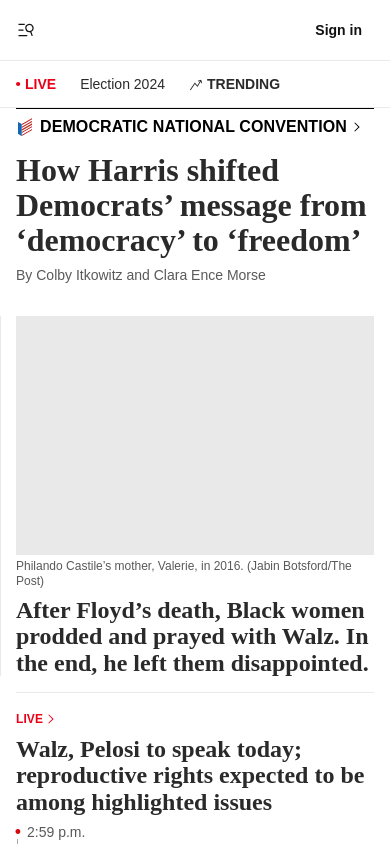 Sign in
LIVE Election 2024 TRENDING
DEMOCRATIC NATIONAL CONVENTION
How Harris shifted
Democrats’ message from
‘democracy’ to ‘freedom’
By Colby Itkowitz and Clara Ence Morse
Philando Castile’s mother, Valerie, in 2016. (Jabin Botsford/The
Post)
After Floyd’s death, Black women
prodded and prayed with Walz. In
the end, he left them disappointed.
LIVE
Walz, Pelosi to speak today;
reproductive rights expected to be
among highlighted issues
2:59 p.m.